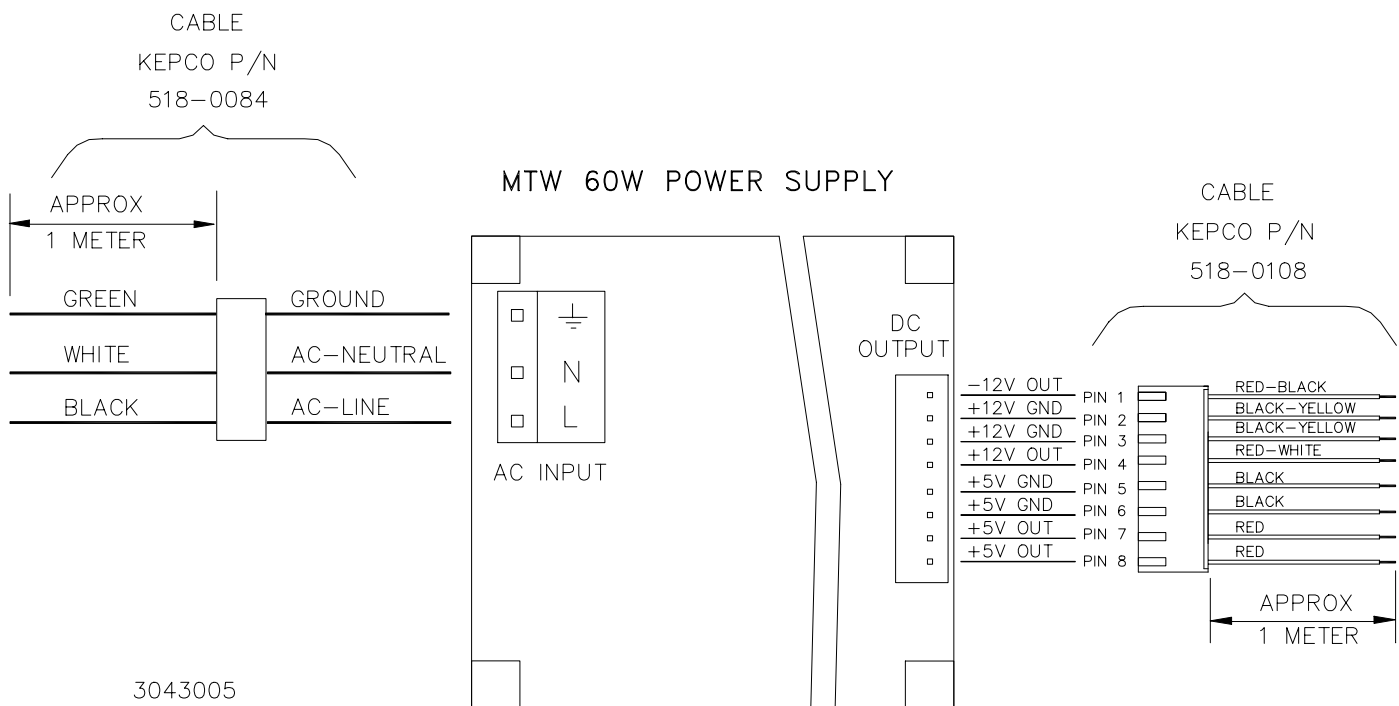 CABLE
KEPCO P/N
518-0084
APPROX
1 METER
GREEN
GROUND
WHITE
AC-NEUTRAL
BLACK
AC-LINE
MTW 60W POWER SUPPLY
N
L
AC INPUT
DC
OUTPUT
CABLE
KEPCO P/N
518-0108
-12V OUT PIN 1 RED-BLACK
+12V GND PIN 2 BLACK-YELLOW
+12V GND PIN 3 BLACK-YELLOW
+12V OUT PIN 4 RED-WHITE
+5V GND PIN 5 BLACK
+5V GND PIN 6 BLACK
+5V OUT PIN 7 RED
+5V OUT PIN 8 RED
APPROX
1 METER
3043005